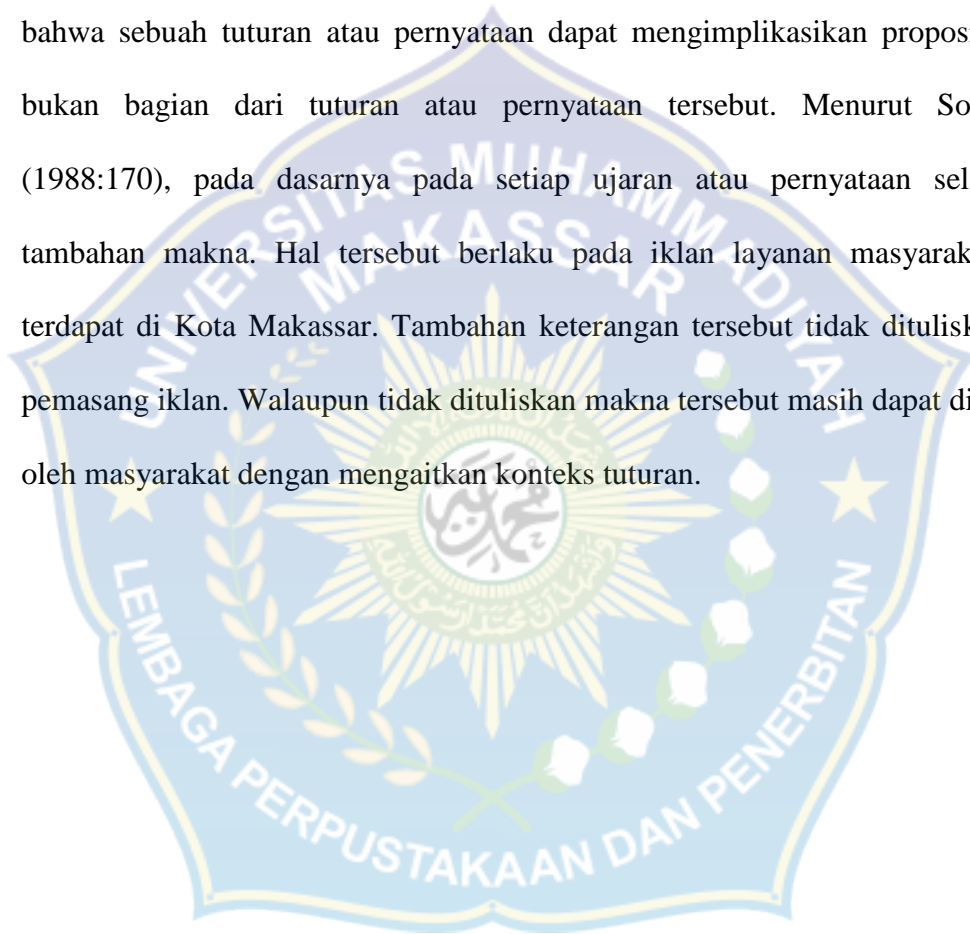 bahwa sebuah tuturan atau pernyataan dapat mengimplikasikan propos
bukan bagian dari tuturan atau pernyataan tersebut. Menurut So
(1988:170), pada dasarnya pada setiap ujaran atau pernyataan sel
tambahan makna. Hal tersebut berlaku pada iklan layanan masyarak
terdapat di Kota Makassar. Tambahan keterangan tersebut tidak ditulisk
pemasang iklan. Walaupun tidak dituliskan makna tersebut masih dapat di
oleh masyarakat dengan mengaitkan konteks tuturan.
UNIVERSITAS MUHAMMADIYAH
MAKASSAR
LEMBAGA PERPUSTAKAAN DAN PENERBITAN